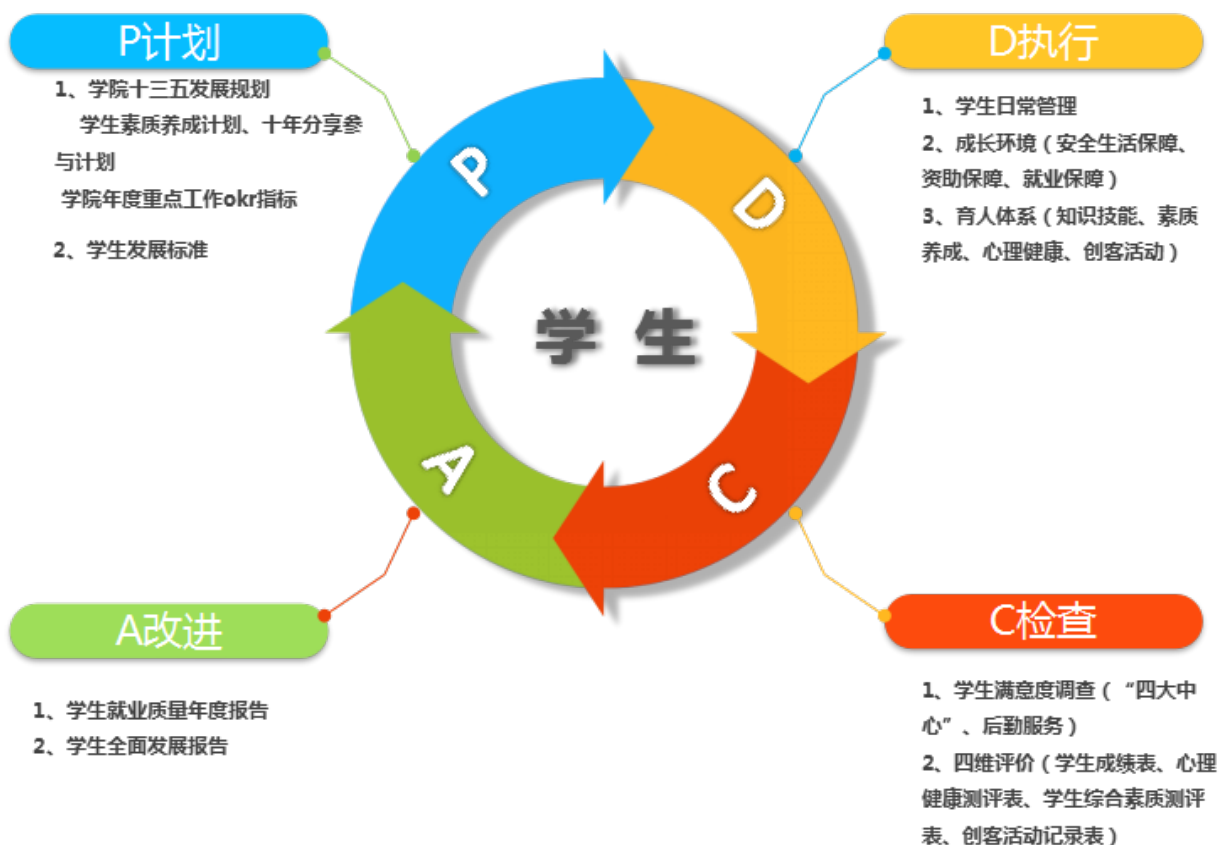 P计划
1、学院十三五发展规划
学生素质养成计划、十年分享参
与计划
学院年度重点工作okr指标
2、学生发展标准
D执行
1、学生日常管理
2、成长环境（安全生活保障、
资助保障、就业保障）
3、育人体系（知识技能、素质
养成、心理健康、创客活动）
P
D
学 生
A
C
A改进
1、学生就业质量年度报告
2、学生全面发展报告
C检查
1、学生满意度调查（“四大中
心”、后勤服务）
2、四维评价（学生成绩表、心理
健康测评表、学生综合素质测评
表、创客活动记录表）